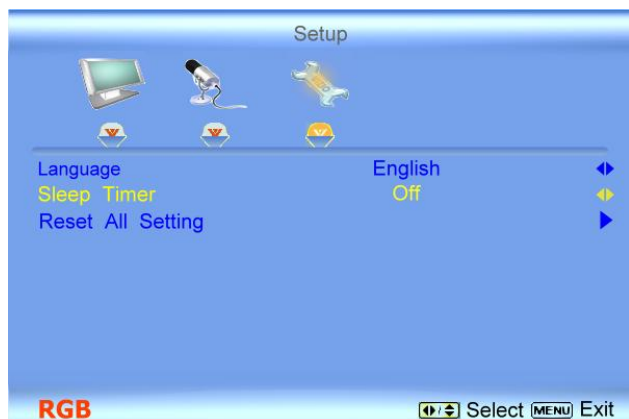 Setup
Language English
Sleep Timer Off
Reset All Setting
RGB Select MENU Exit